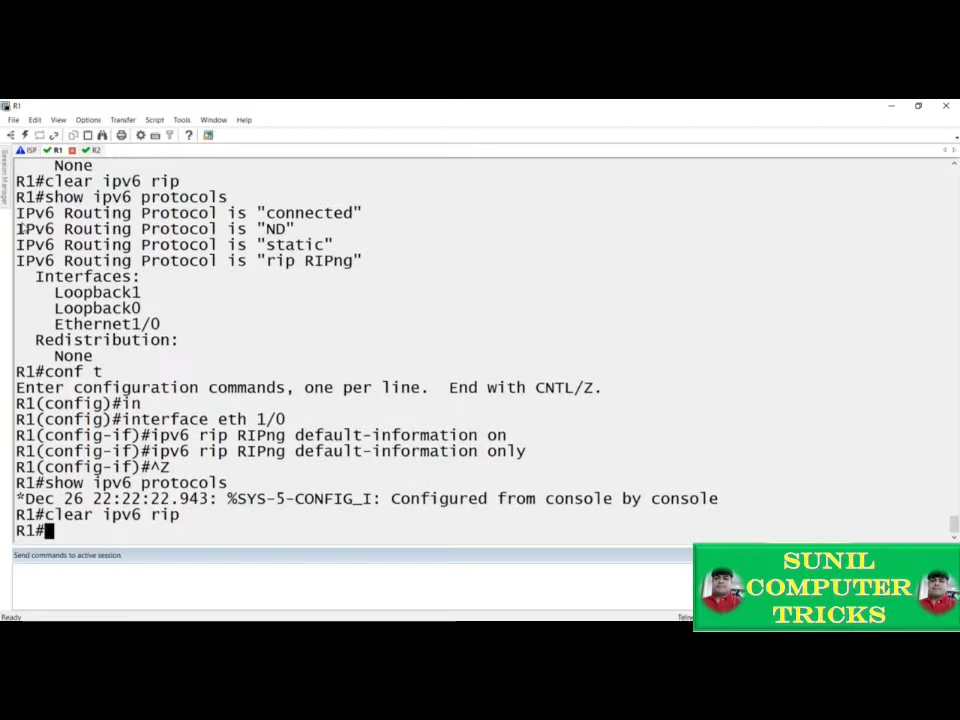 R1
File Edit View Options Transfer Script Tools Window Help
ISP R1 R2
Session Manager
None
R1#clear ipv6 rip
R1#show ipv6 protocols
IPv6 Routing Protocol is "connected"
IPv6 Routing Protocol is "ND"
IPv6 Routing Protocol is "static"
IPv6 Routing Protocol is "rip RIPng"
Interfaces:
Loopback1
Loopback0
Ethernet1/0
Redistribution:
None
R1#conf t
Enter configuration commands, one per line.  End with CNTL/Z.
R1(config)#in
R1(config)#interface eth 1/0
R1(config-if)#ipv6 rip RIPng default-information on
R1(config-if)#ipv6 rip RIPng default-information only
R1(config-if)#^Z
R1#show ipv6 protocols
*Dec 26 22:22:22.943: %SYS-5-CONFIG_I: Configured from console by console
R1#clear ipv6 rip
R1#
Send commands to active session
Ready
SUNIL
COMPUTER
TRICKS